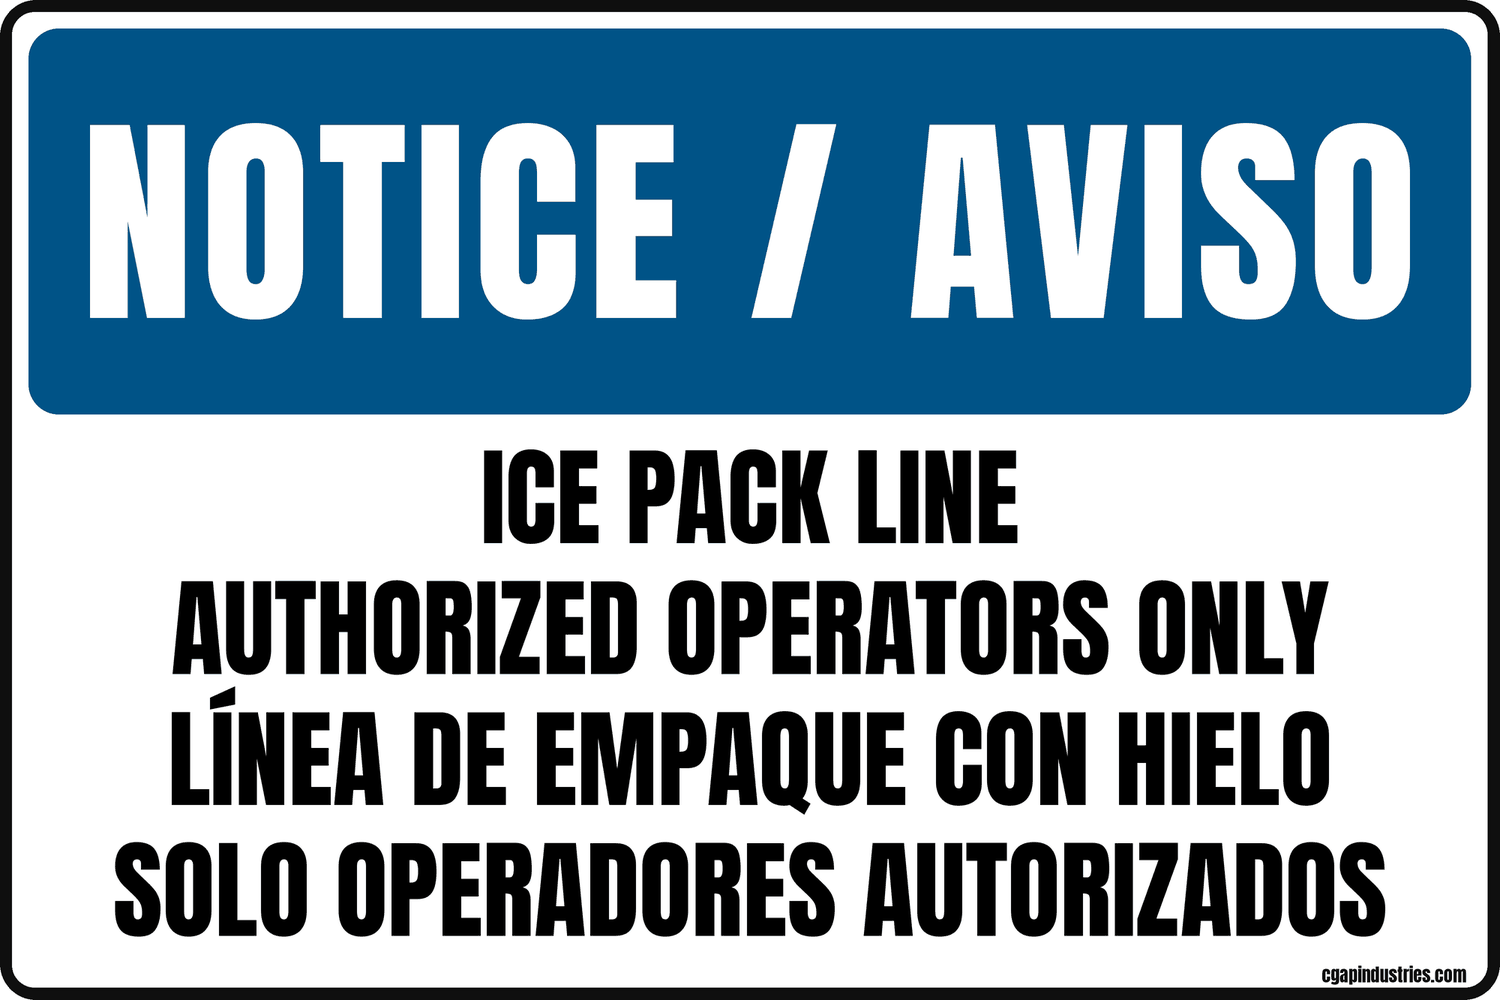 NOTICE / AVISO
ICE PACK LINE
AUTHORIZED OPERATORS ONLY
LÍNEA DE EMPAQUE CON HIELO
SOLO OPERADORES AUTORIZADOS
cgapindustries.com